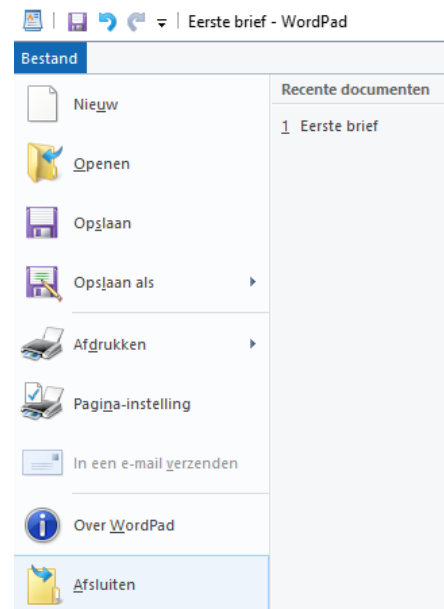 Eerste brief - WordPad
Bestand
Nieuw
Openen
Opslaan
Opslaan als
Afdrukken
Pagina-instelling
In een e-mail verzenden
Over WordPad
Afsluiten
Recente documenten
1 Eerste brief